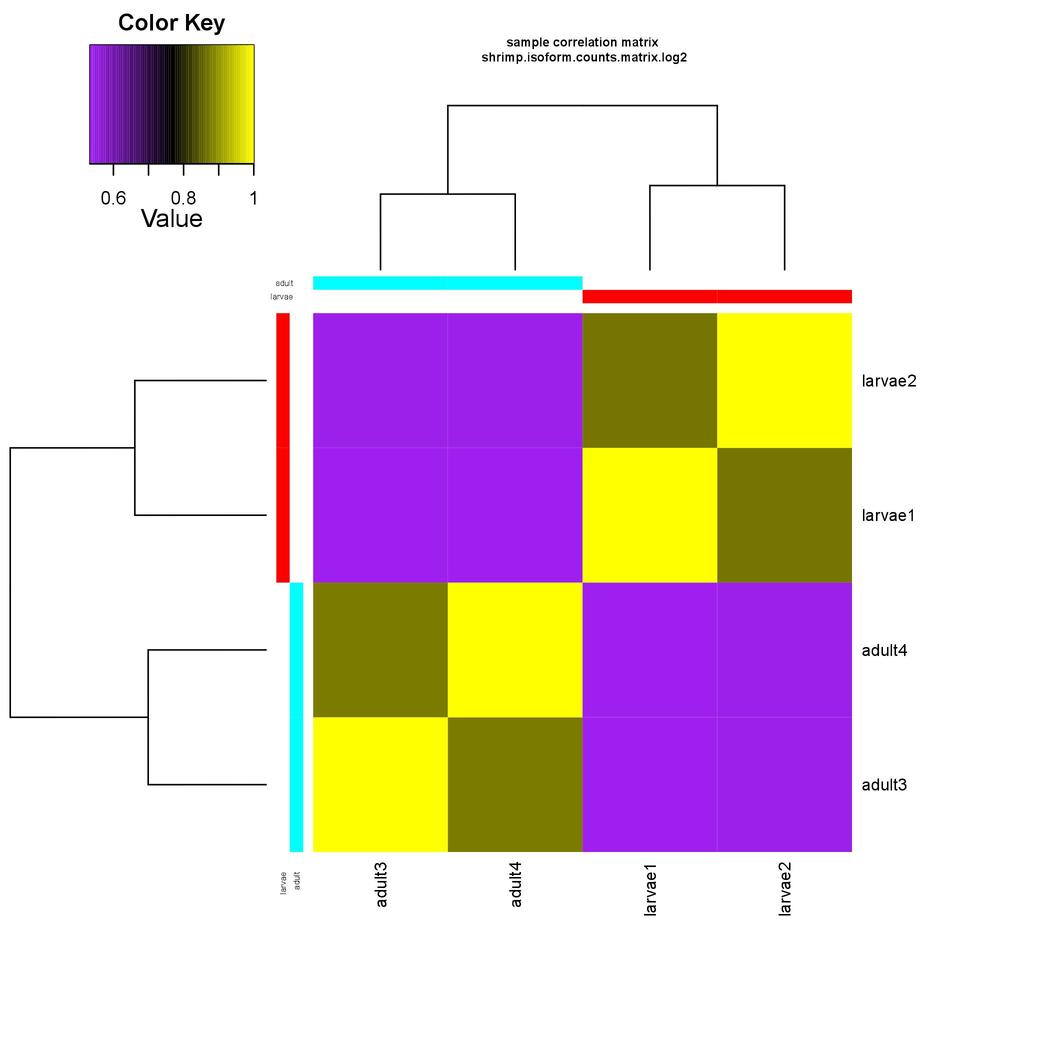 Color Key
0.6 0.8 1
Value
sample correlation matrix
shrimp.isoform.counts.matrix.log2
adult
larvae
larvae2
larvae1
adult4
adult3
larvae
adult
adult3
adult4
larvae1
larvae2